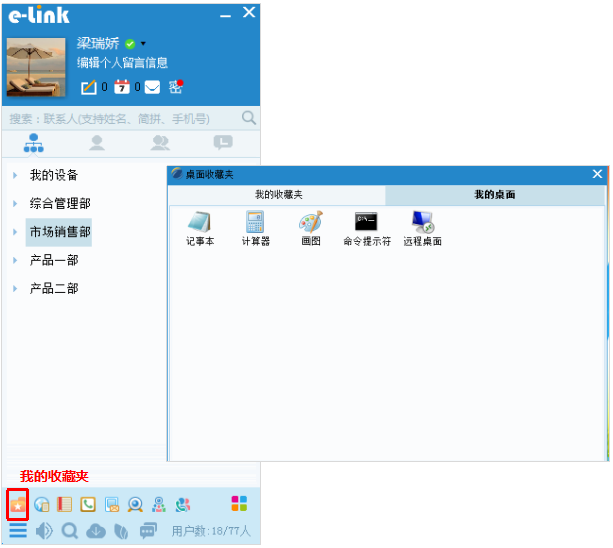 e-Link
梁瑞娇
编辑个人留言信息
0 7 0 密
搜索：联系人(支持姓名、简拼、手机号)
我的设备
综合管理部
市场销售部
产品一部
产品二部
桌面收藏夹
我的收藏夹 我的桌面
记事本 计算器 画图 命令提示符 远程桌面
我的收藏夹
用户数:18/77人